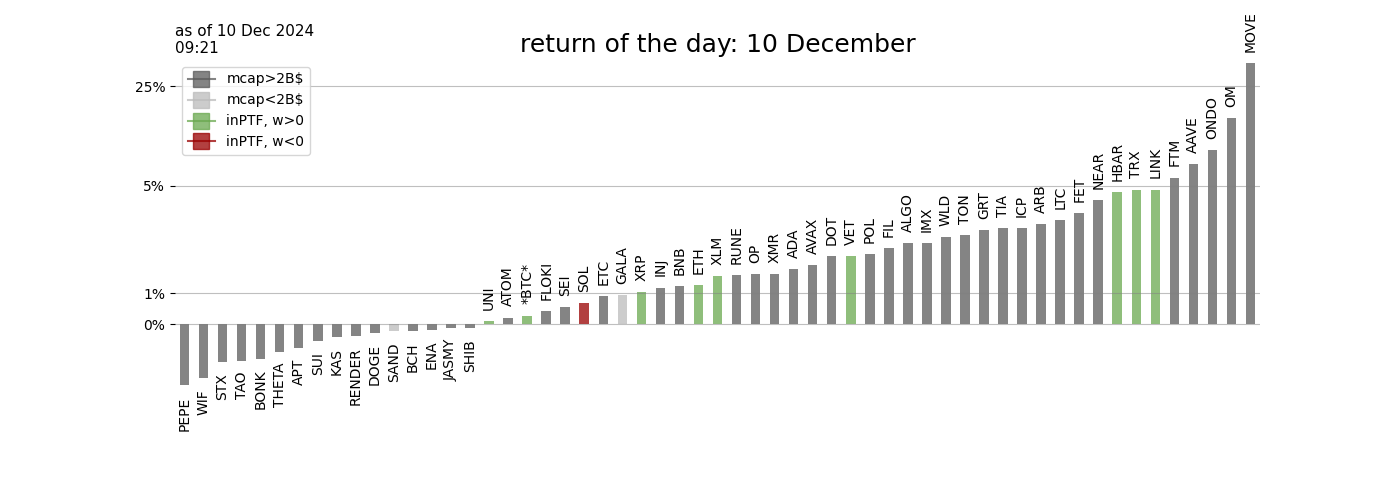 as of 10 Dec 2024
09:21
return of the day: 10 December
mcap>2B$
mcap<2B$
inPTF, w>0
inPTF, w<0
25%
5%
1%
0%
PEPE
WIF
STX
TAO
BONK
THETA
APT
SUI
KAS
RENDER
DOGE
SAND
BCH
ENA
JASMY
SHIB
UNI
ATOM
*BTC*
FLOKI
SEI
SOL
ETC
GALA
XRP
INJ
BNB
ETH
XLM
RUNE
OP
XMR
ADA
AVAX
DOT
VET
POL
FIL
ALGO
IMX
WLD
TON
GRT
TIA
ICP
ARB
LTC
FET
NEAR
HBAR
TRX
LINK
FTM
AAVE
ONDO
OM
MOVE